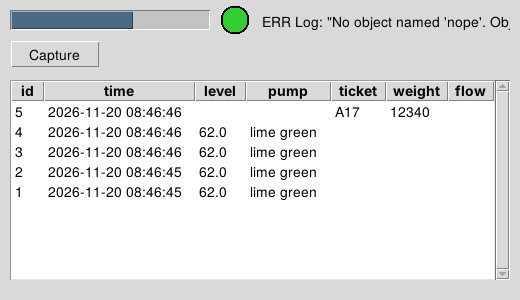 ERR Log: "No object named 'nope'. Obj
Capture
id time level pump ticket weight flow
5 2026-11-20 08:46:46 A17 12340
4 2026-11-20 08:46:46 62.0 lime green
3 2026-11-20 08:46:46 62.0 lime green
2 2026-11-20 08:46:45 62.0 lime green
1 2026-11-20 08:46:45 62.0 lime green